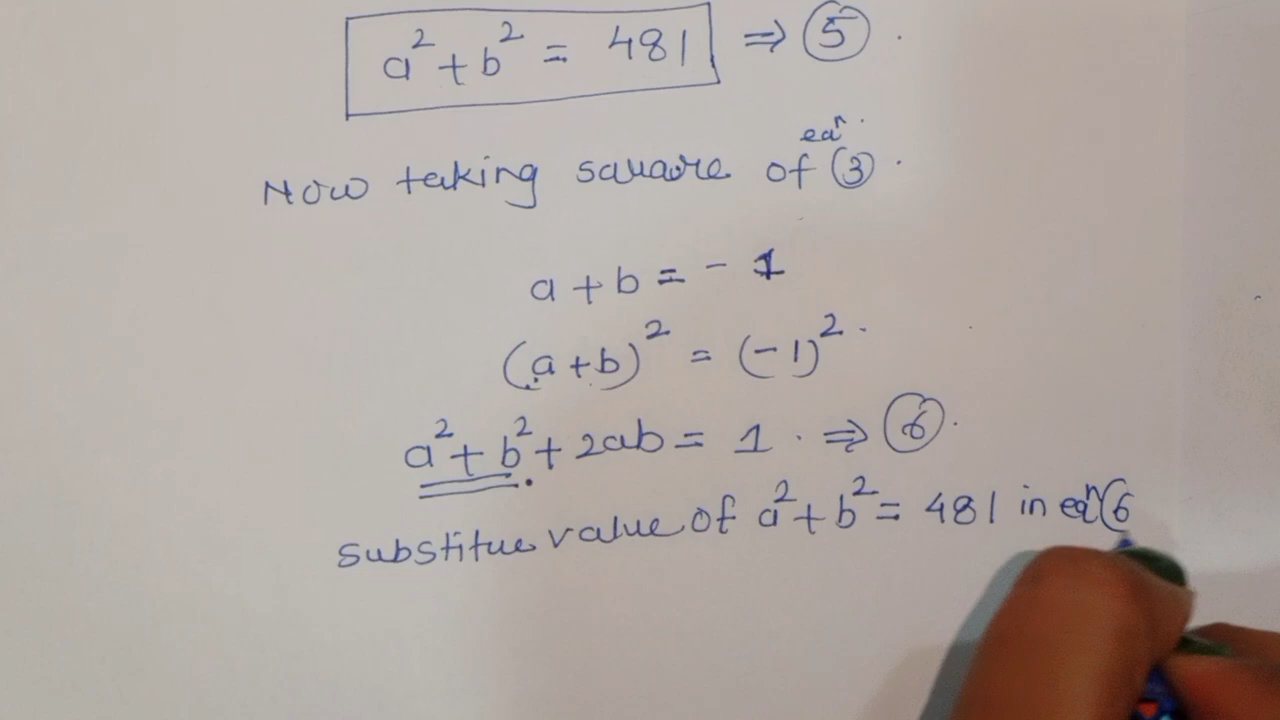 a² + b² = 481 ⇒ ⑤.
eqⁿ.
Now taking square of ③.
a + b = - 1
(a + b)² = (-1)².
a² + b² + 2ab = 1. ⇒ ⑥.
substitue value of a² + b² = 481 in eqⁿ 6